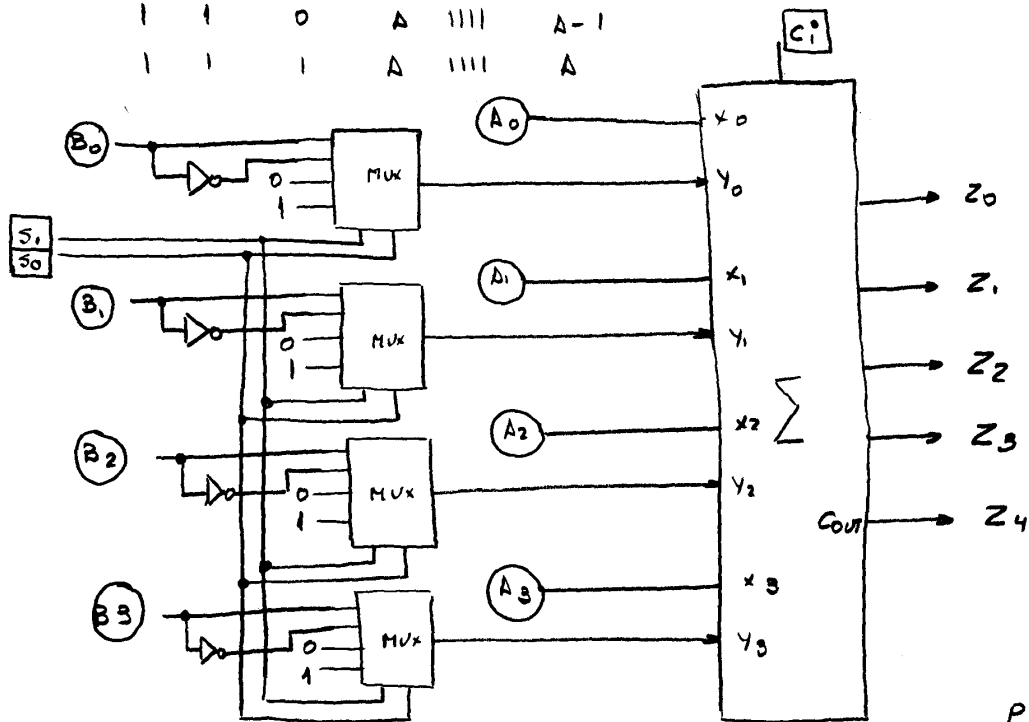 1 1 0 A 1111 A-1
1 1 1 A 1111 A
Ci
A0 X0
B0 MUX
0 Y0 Z0
1
S1
S0
A1 X1 Z1
B1 MUX Y1
0
1 Z2
Σ
A2 X2 Z3
B2 MUX Y2
0
1 COUT Z4
A3 X3
B3 MUX Y3
0
1
P